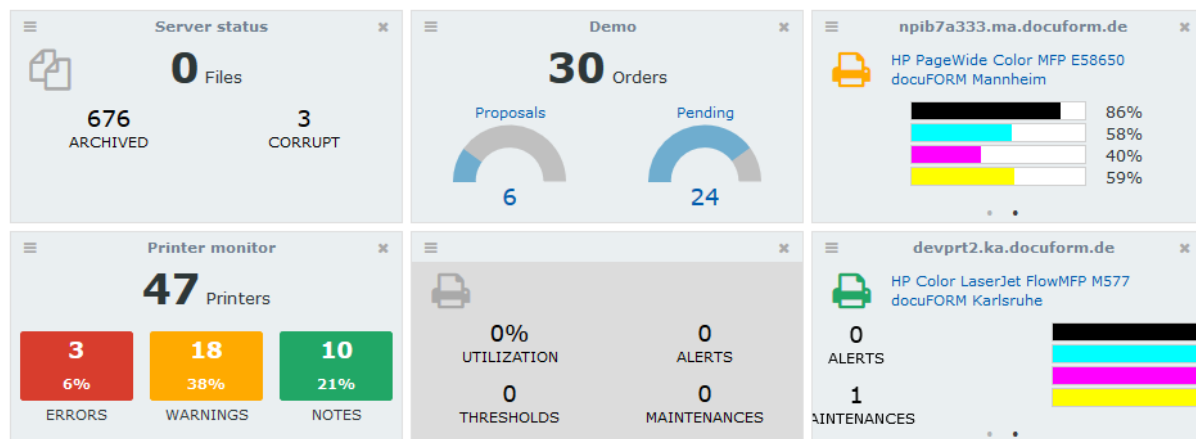 Server status
0 Files
676
ARCHIVED
3
CORRUPT
Demo
30 Orders
Proposals
6
Pending
24
npib7a333.ma.docuform.de
HP PageWide Color MFP E58650
docuFORM Mannheim
86%
58%
40%
59%
Printer monitor
47 Printers
3
6%
ERRORS
18
38%
WARNINGS
10
21%
NOTES
0%
UTILIZATION
0
ALERTS
0
THRESHOLDS
0
MAINTENANCES
devprt2.ka.docuform.de
HP Color LaserJet FlowMFP M577
docuFORM Karlsruhe
0
ALERTS
1
AINTENANCES